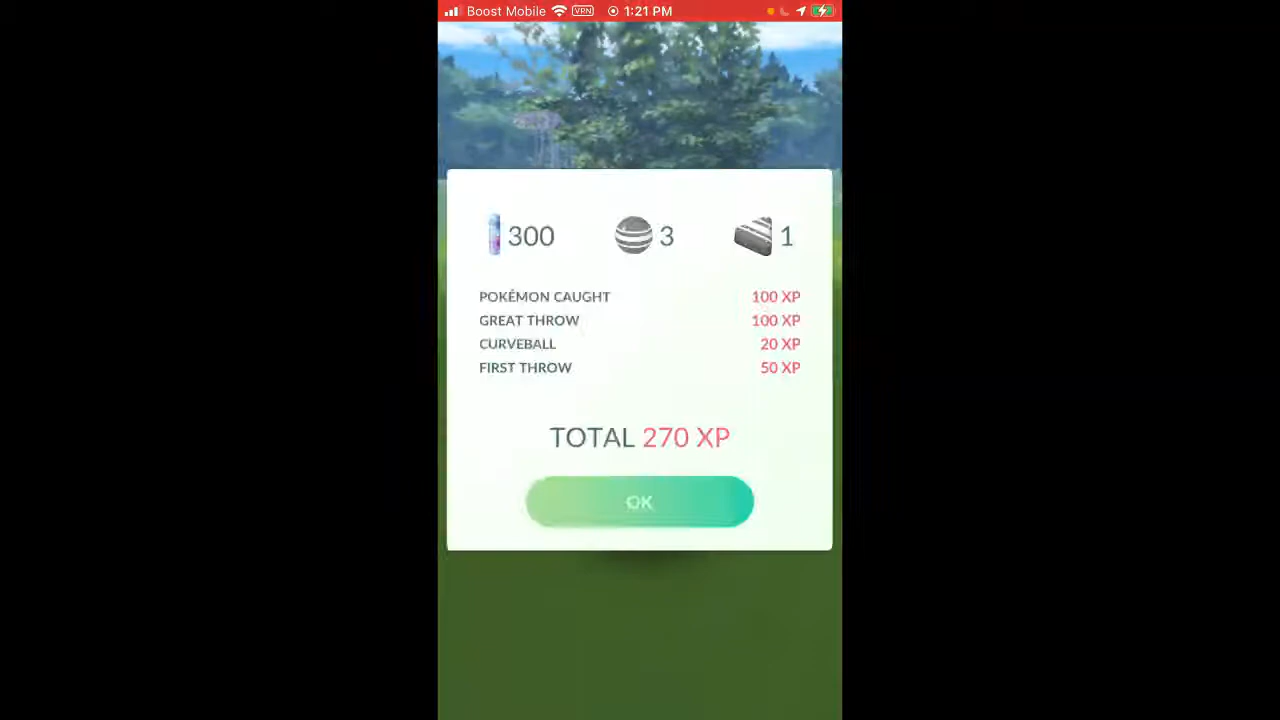 Boost Mobile VPN 1:21 PM
300 3 1
POKÉMON CAUGHT 100 XP
GREAT THROW 100 XP
CURVEBALL 20 XP
FIRST THROW 50 XP
TOTAL 270 XP
OK